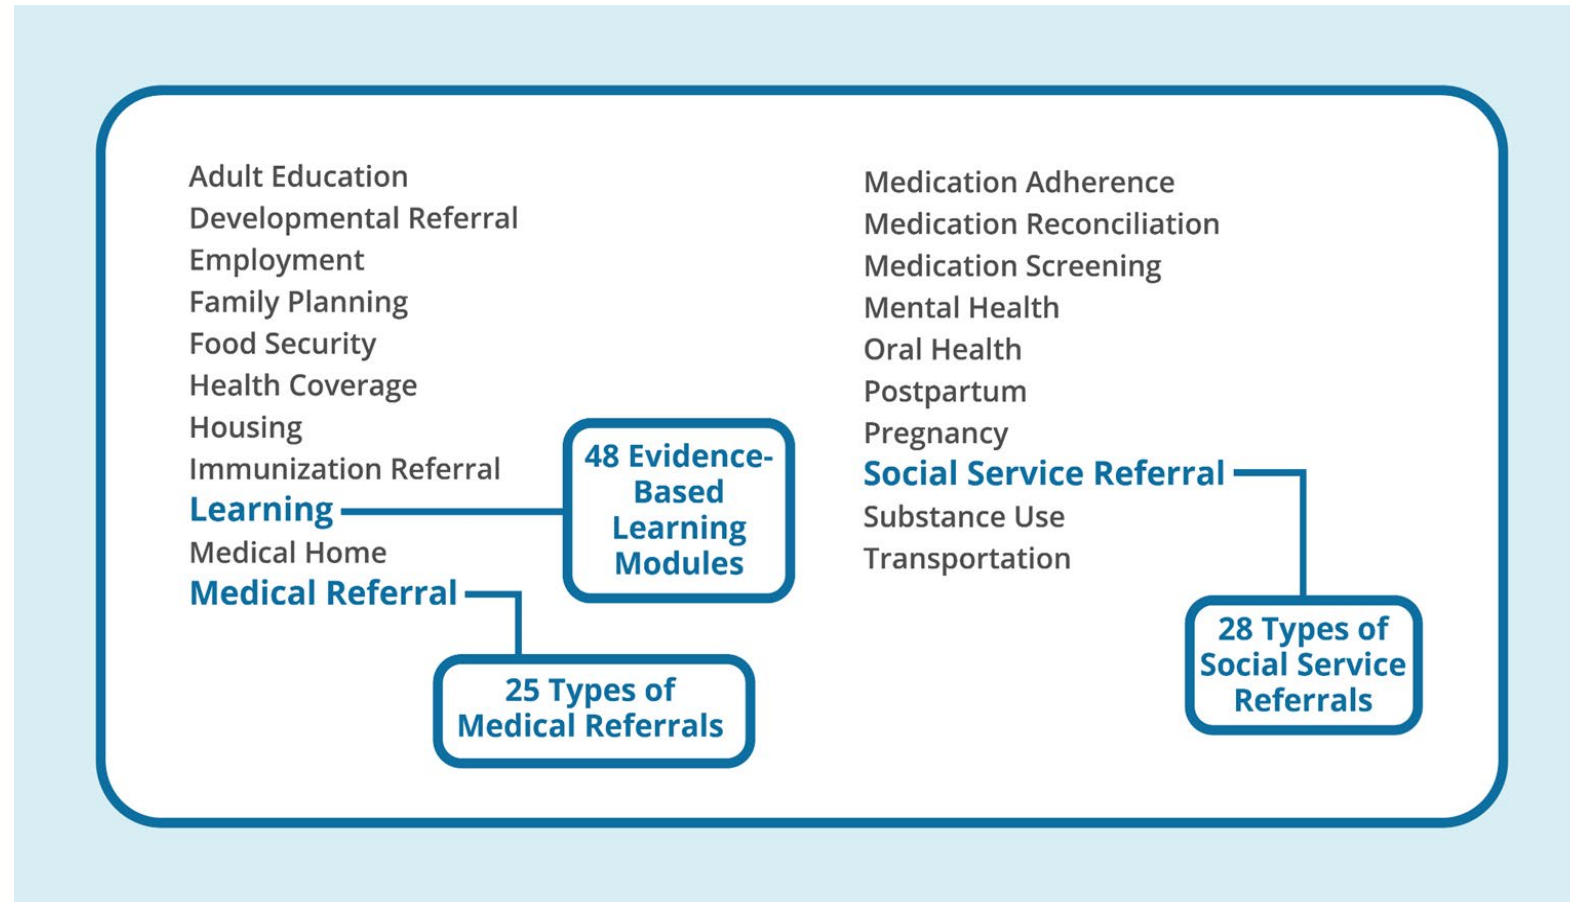 Adult Education
Developmental Referral
Employment
Family Planning
Food Security
Health Coverage
Housing
Immunization Referral
Learning
Medical Home
Medical Referral
48 Evidence-
Based
Learning
Modules
25 Types of
Medical Referrals
Medication Adherence
Medication Reconciliation
Medication Screening
Mental Health
Oral Health
Postpartum
Pregnancy
Social Service Referral
Substance Use
Transportation
28 Types of
Social Service
Referrals